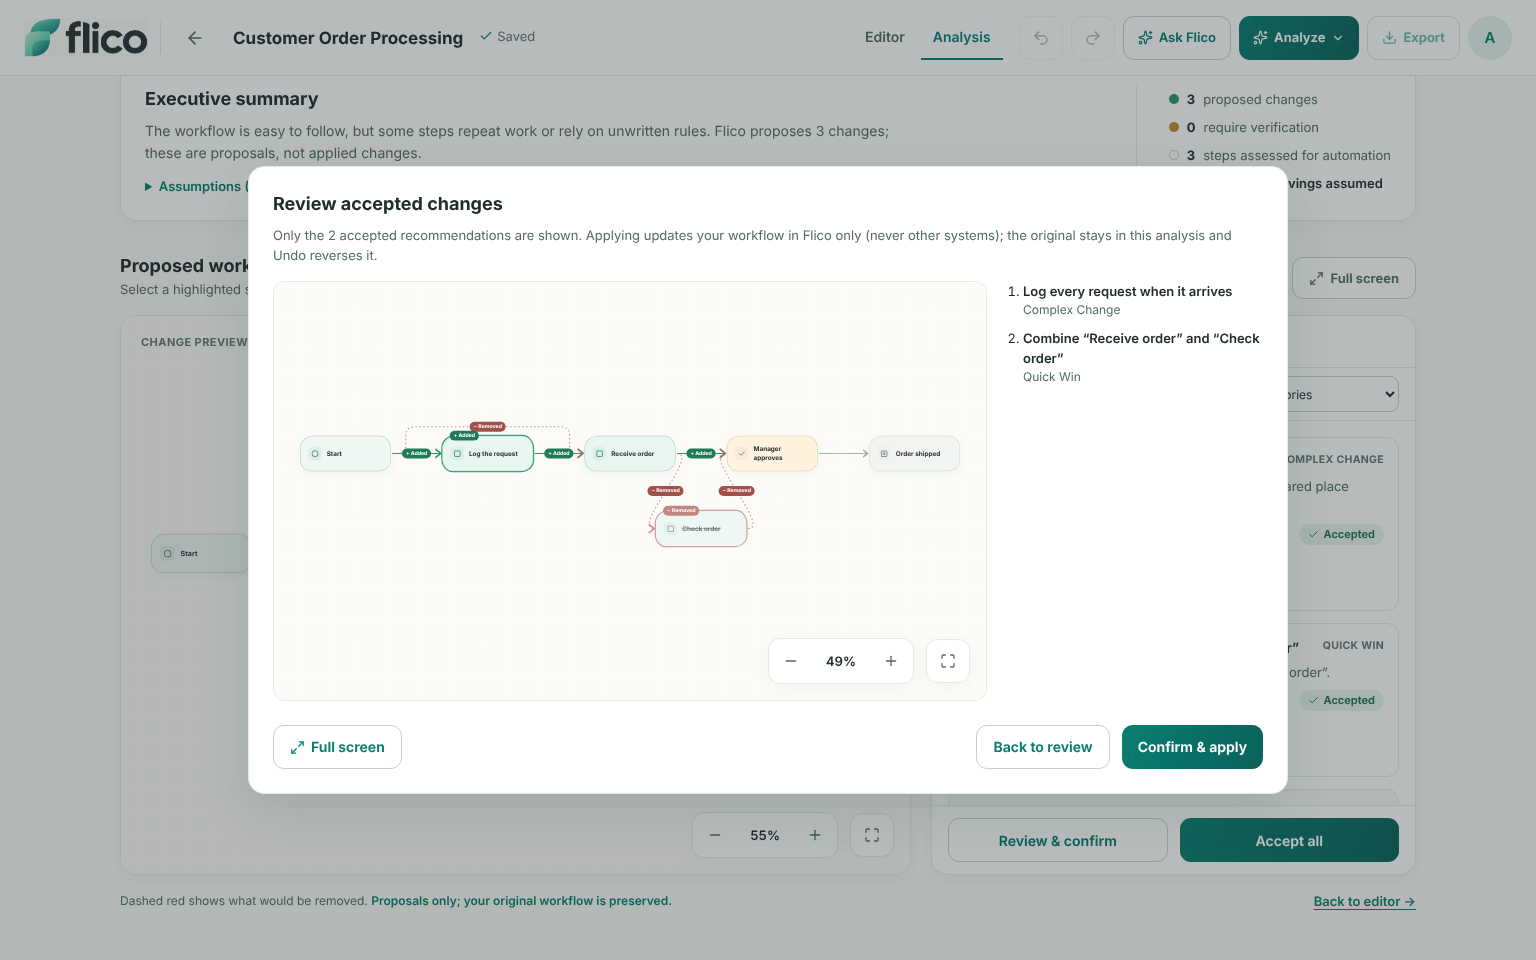 flico
Customer Order Processing
Saved
Editor
Analysis
Ask Flico
Analyze
Export
A
Executive summary
The workflow is easy to follow, but some steps repeat work or rely on unwritten rules. Flico proposes 3 changes;
these are proposals, not applied changes.
Assumptions (
3 proposed changes
0 require verification
3 steps assessed for automation
vings assumed
Proposed work
Select a highlighted s
Full screen
CHANGE PREVIEW
Start
Review accepted changes
Only the 2 accepted recommendations are shown. Applying updates your workflow in Flico only (never other systems); the original stays in this analysis and
Undo reverses it.
− Removed
+ Added
Start
+ Added
Log the request
+ Added
Receive order
+ Added
Manager
approves
Order shipped
− Removed
− Removed
− Removed
Check order
49%
1. Log every request when it arrives
Complex Change
2. Combine “Receive order” and “Check
order”
Quick Win
Full screen
Back to review
Confirm & apply
ories
OMPLEX CHANGE
ared place
Accepted
r”
QUICK WIN
order”.
Accepted
55%
Review & confirm
Accept all
Dashed red shows what would be removed. Proposals only; your original workflow is preserved.
Back to editor →